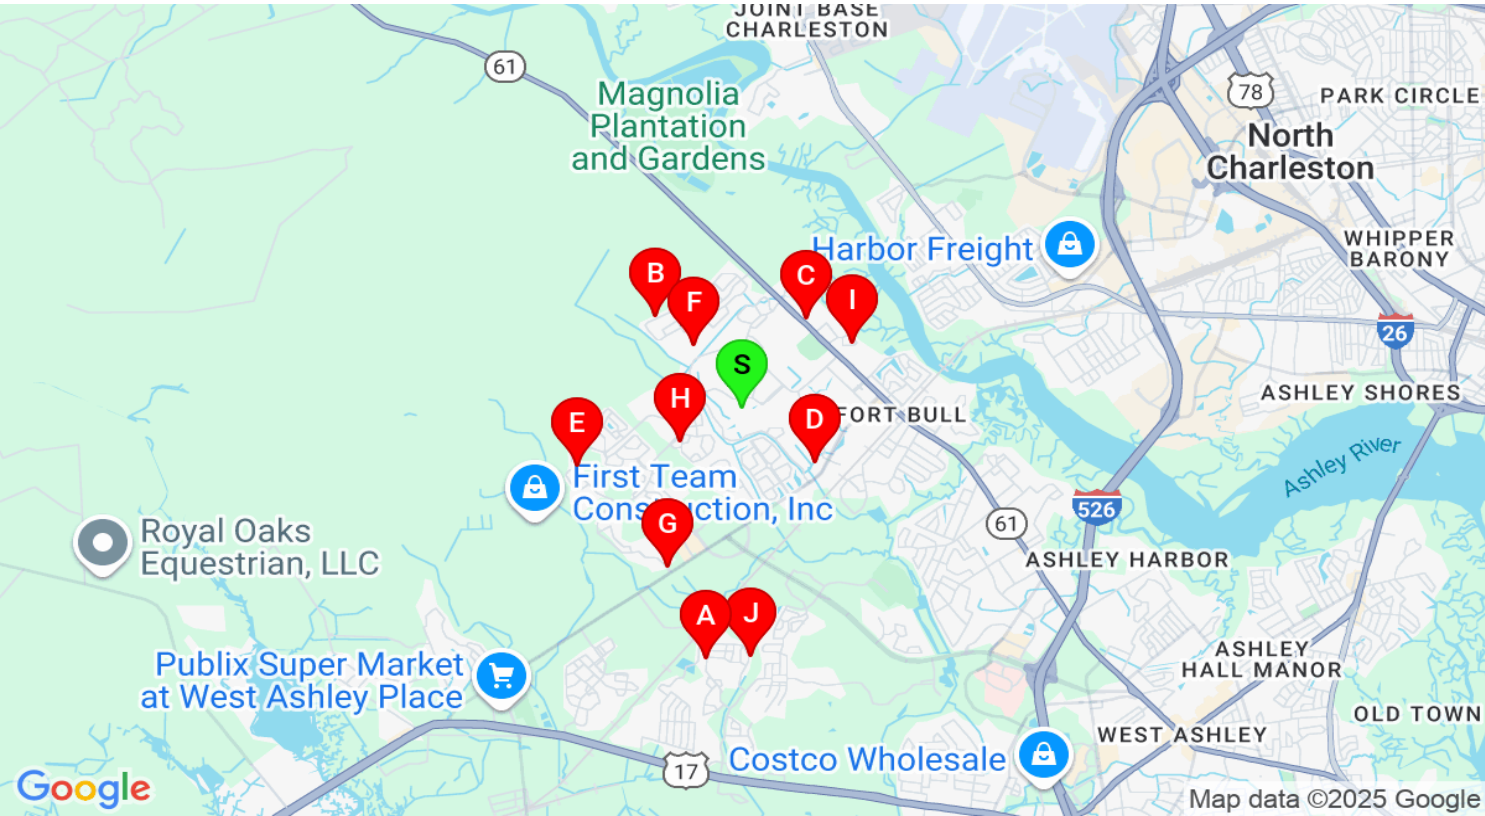 JOINT BASE
CHARLESTON
61
Magnolia
Plantation
and Gardens
78
PARK CIRCLE
North
Charleston
WHIPPER
BARONY
Harbor Freight
B
C
F
I
26
S
ASHLEY SHORES
H
E
D
FORT BULL
Ashley River
First Team
Construction, Inc
G
526
61
Royal Oaks
Equestrian, LLC
ASHLEY HARBOR
A
J
Publix Super Market
at West Ashley Place
ASHLEY
HALL MANOR
OLD TOWN
WEST ASHLEY
17
Costco Wholesale
Google
Map data ©2025 Google